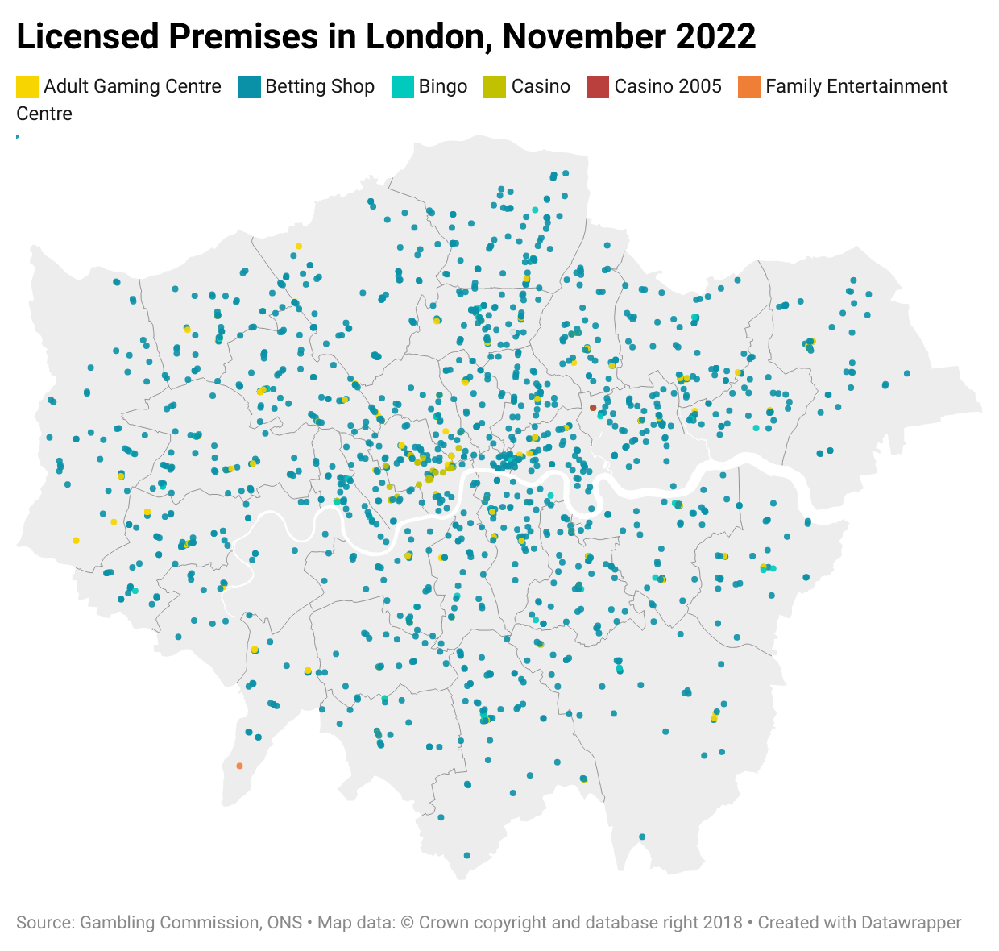 Licensed Premises in London, November 2022
Adult Gaming Centre Betting Shop Bingo Casino Casino 2005 Family Entertainment
Centre
Source: Gambling Commission, ONS • Map data: © Crown copyright and database right 2018 • Created with Datawrapper